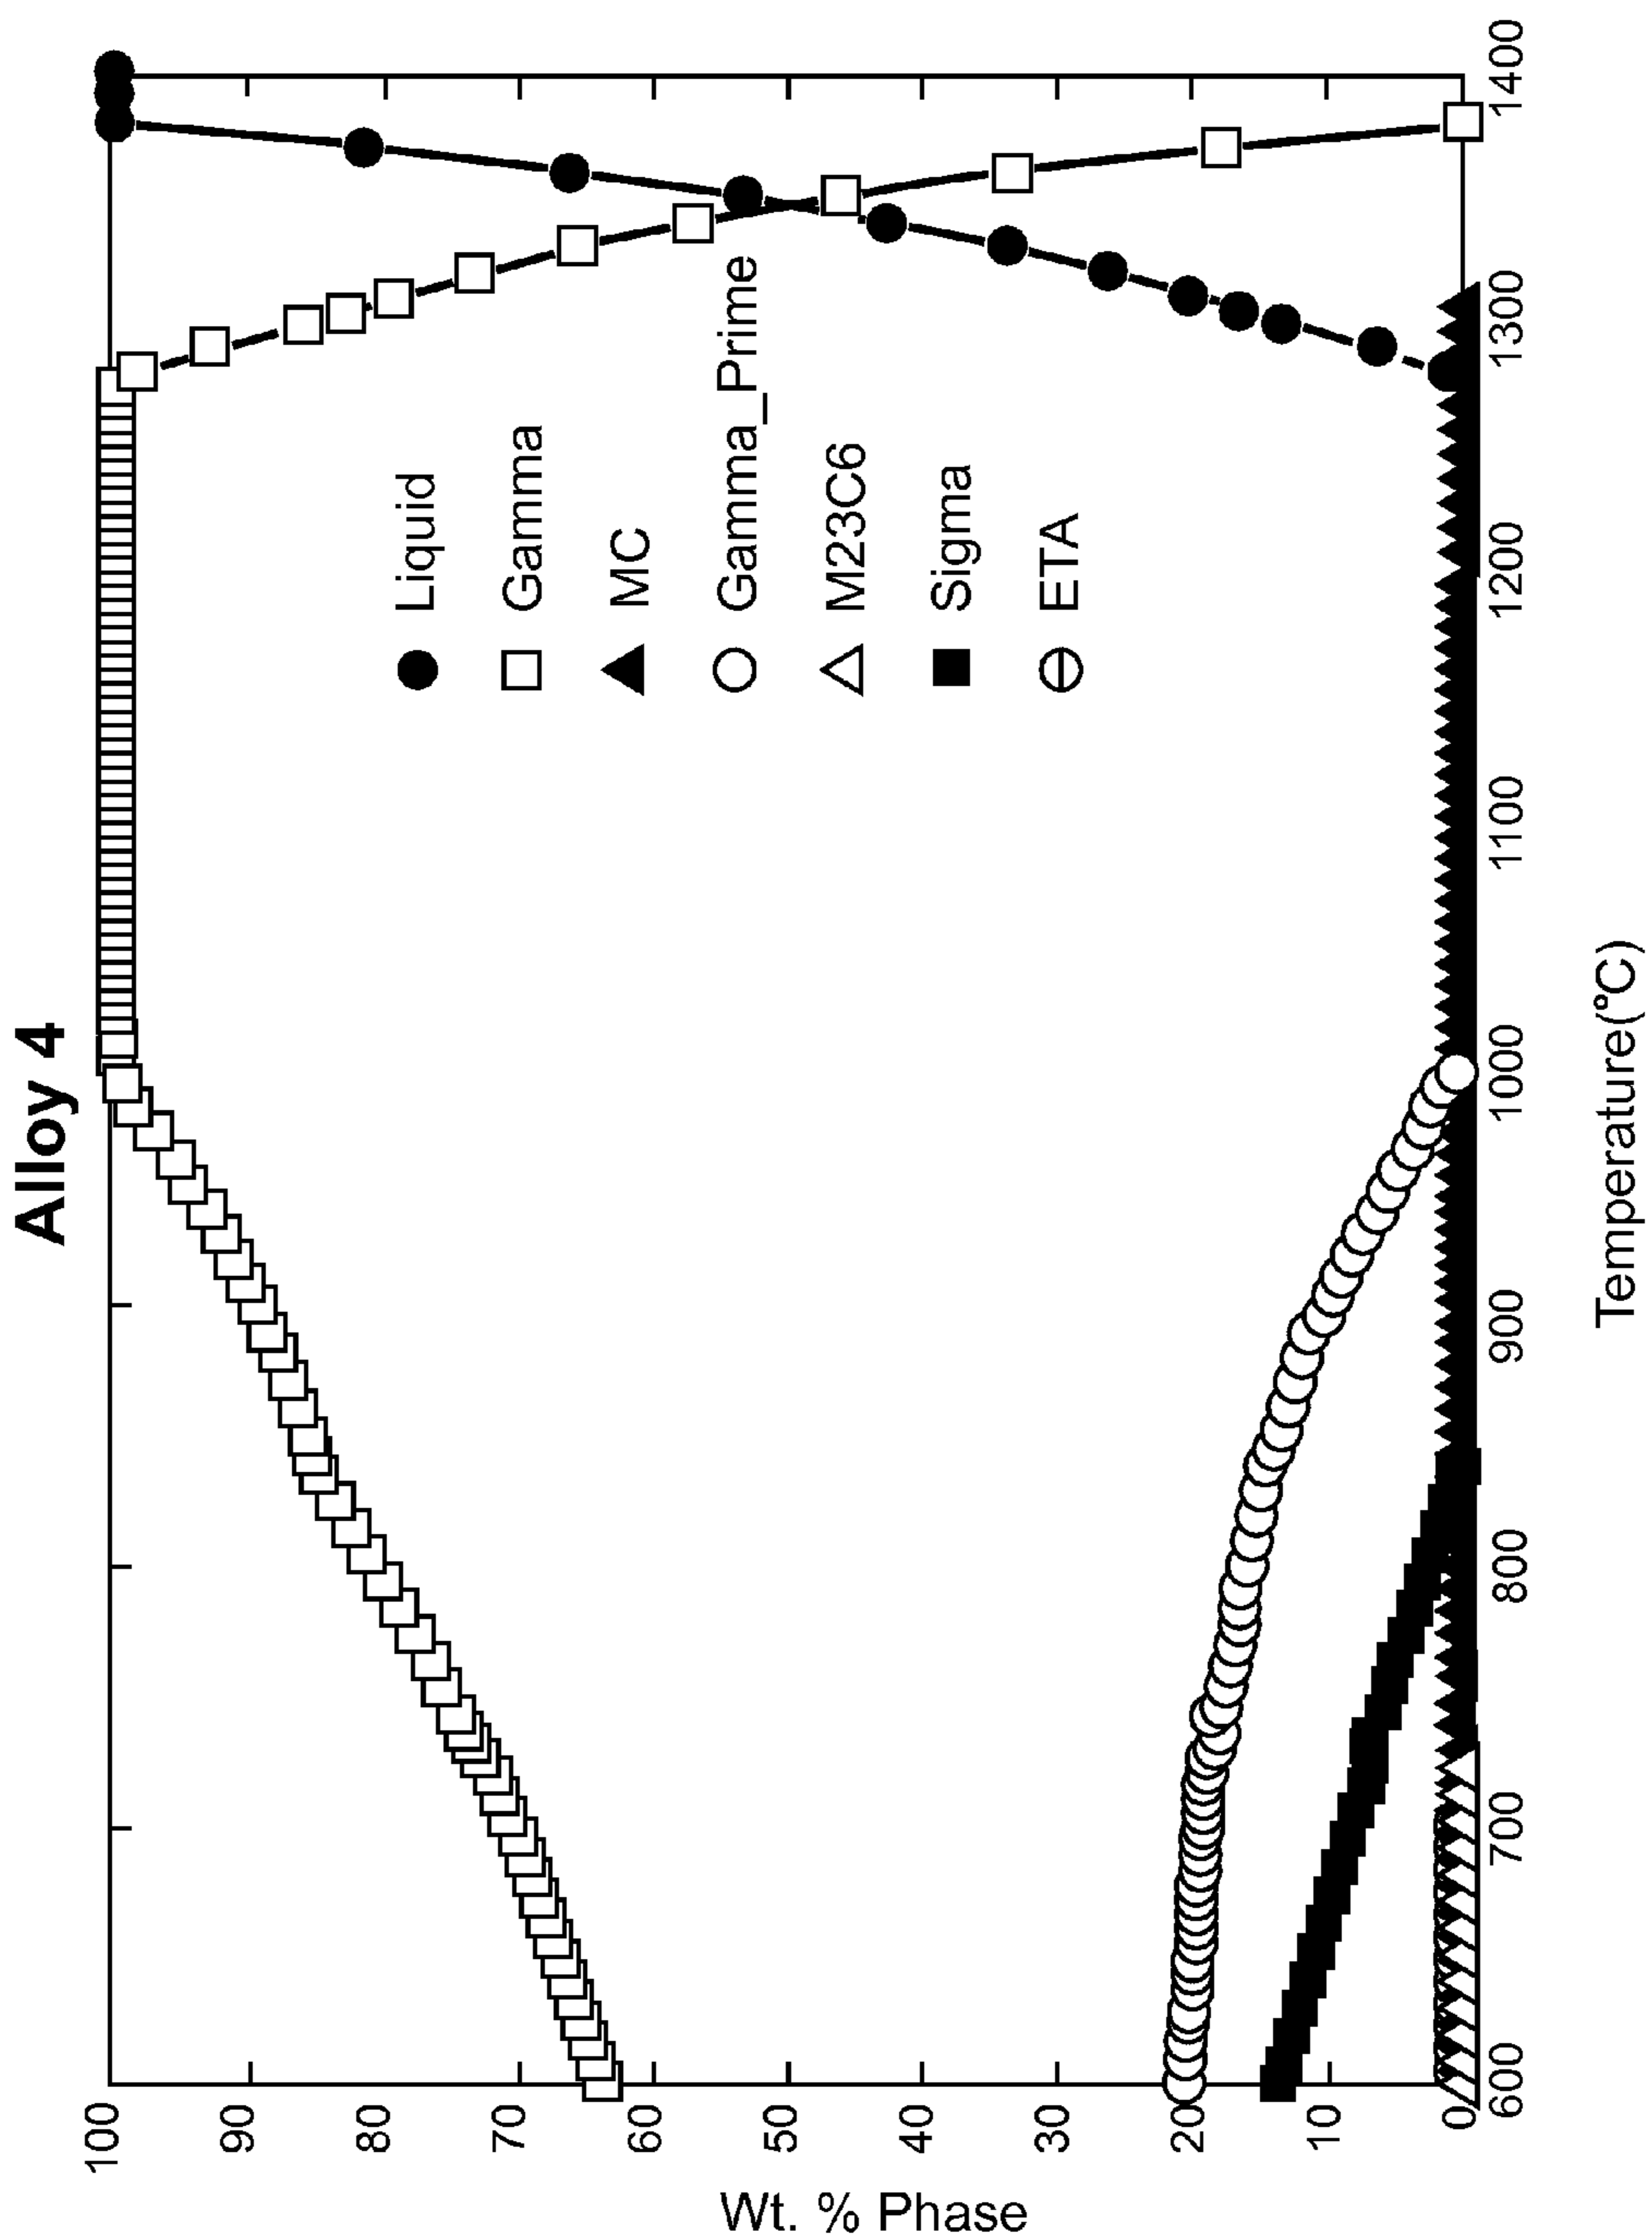 Alloy 4
Wt. % Phase
100
90
80
70
60
50
40
30
20
10
0
Liquid
Gamma
MC
Gamma_Prime
M23C6
Sigma
ETA
600
700
800
900
1000
1100
1200
1300
1400
Temperature(°C)